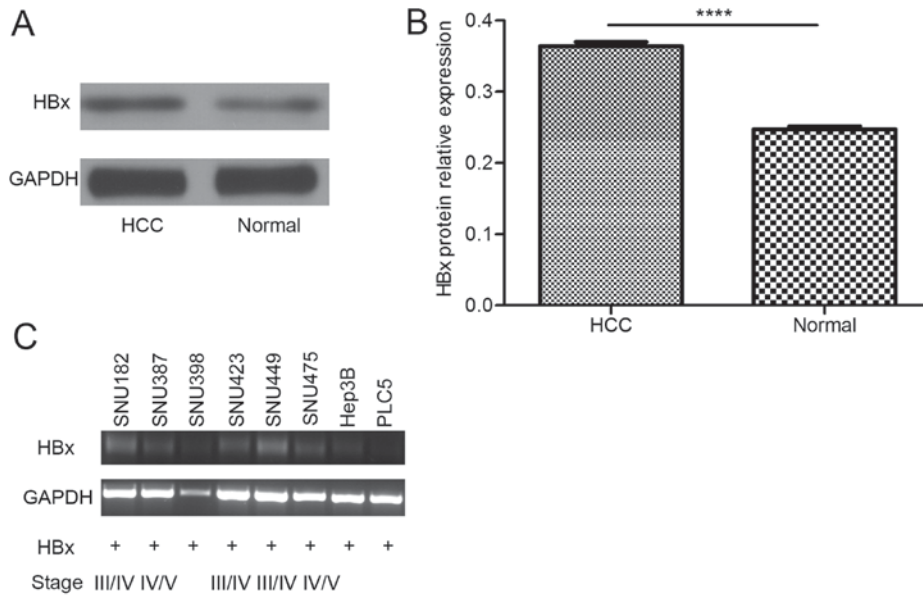 A
HBx
GAPDH
HCC Normal
B
HBx protein relative expression
0.4
0.3
0.2
0.1
0.0
****
HCC Normal
C
SNU182 SNU387 SNU398 SNU423 SNU449 SNU475 Hep3B PLC5
HBx
GAPDH
HBx + + + + + + + +
Stage III/IV IV/V III/IV III/IV IV/V